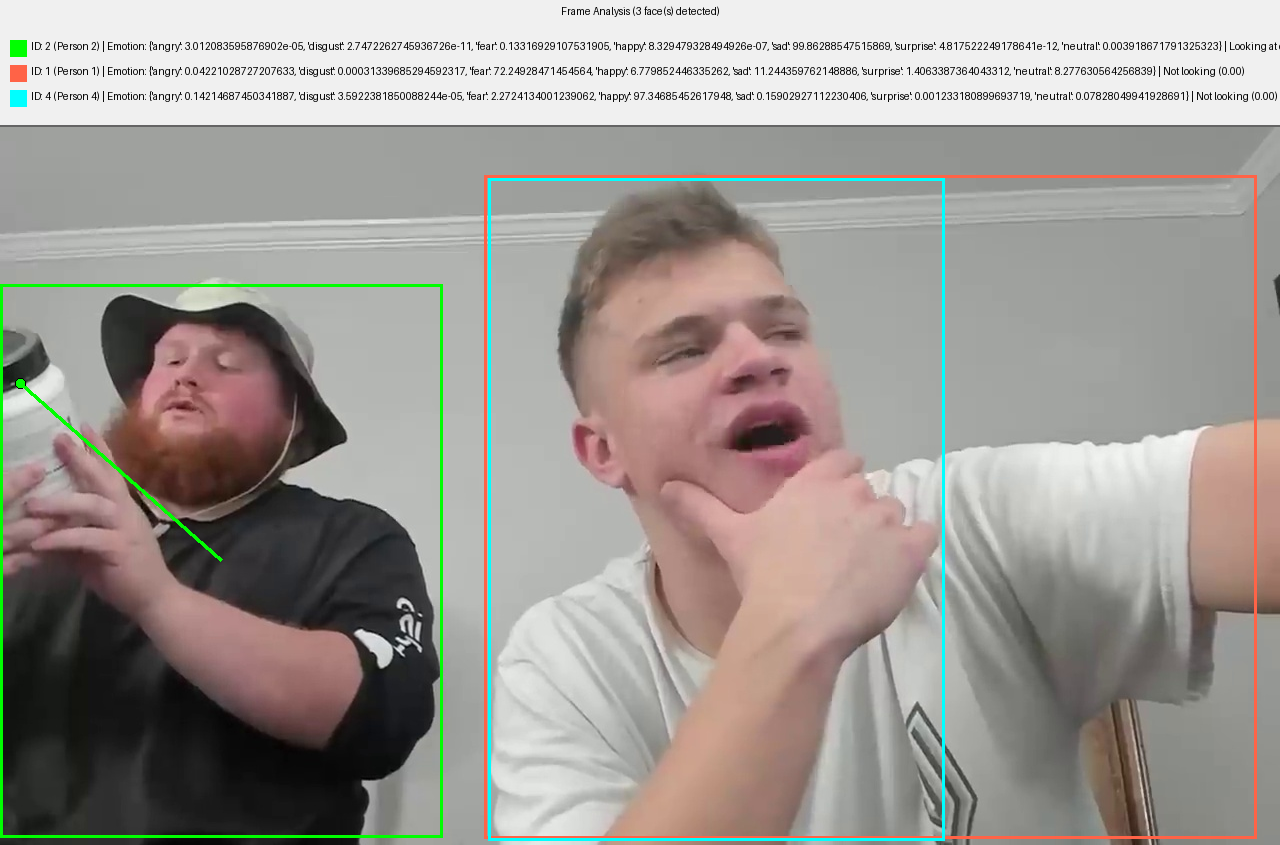 Frame Analysis (3 face(s) detected)
ID: 2 (Person 2) | Emotion: {'angry': 3.012083595876902e-05, 'disgust': 2.7472262745936726e-11, 'fear': 0.13316929107531905, 'happy': 8.329479328494926e-07, 'sad': 99.86288547515869, 'surprise': 4.817522249178641e-12, 'neutral': 0.003918671791325323} | Looking at
ID: 1 (Person 1) | Emotion: {'angry': 0.04221028727207633, 'disgust': 0.00031339685294592317, 'fear': 72.24928471454564, 'happy': 6.779852446335262, 'sad': 11.244359762148886, 'surprise': 1.4063387364043312, 'neutral': 8.277630564256839} | Not looking (0.00)
ID: 4 (Person 4) | Emotion: {'angry': 0.14214687450341887, 'disgust': 3.5922381850088244e-05, 'fear': 2.2724134001239062, 'happy': 97.34685452617948, 'sad': 0.15902927112230406, 'surprise': 0.001233180899693719, 'neutral': 0.07828049941928691} | Not looking (0.00)